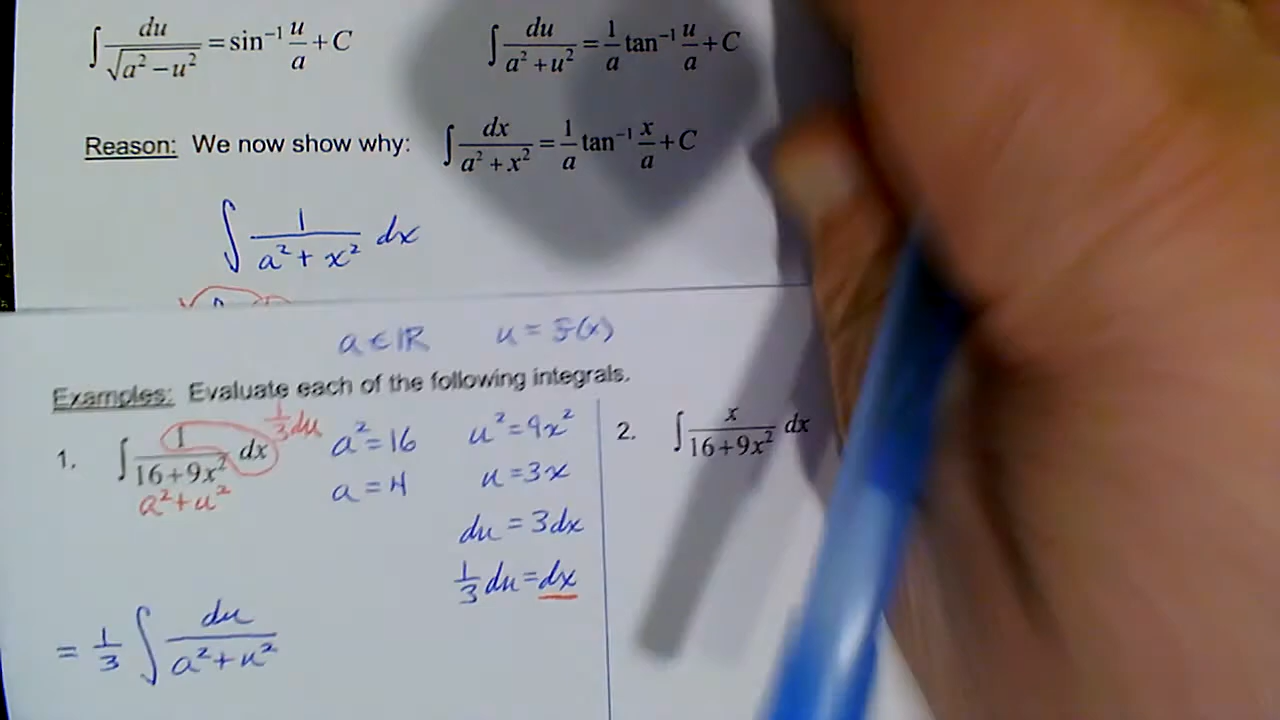 ∫ du/√(a² − u²) = sin⁻¹ u/a + C    ∫ du/(a² + u²) = 1/a tan⁻¹ u/a + C
Reason: We now show why: ∫ dx/(a² + x²) = 1/a tan⁻¹ x/a + C
∫ 1/(a² + x²) dx
a ∈ ℝ    u = f(x)
Examples: Evaluate each of the following integrals.
1. ∫ 1/(16+9x²) dx    2. ∫ x/(16+9x²) dx
1/3 du
a² + u²
a² = 16
a = 4
u² = 9x²
u = 3x
du = 3dx
1/3 du = dx
= 1/3 ∫ du/(a² + u²)